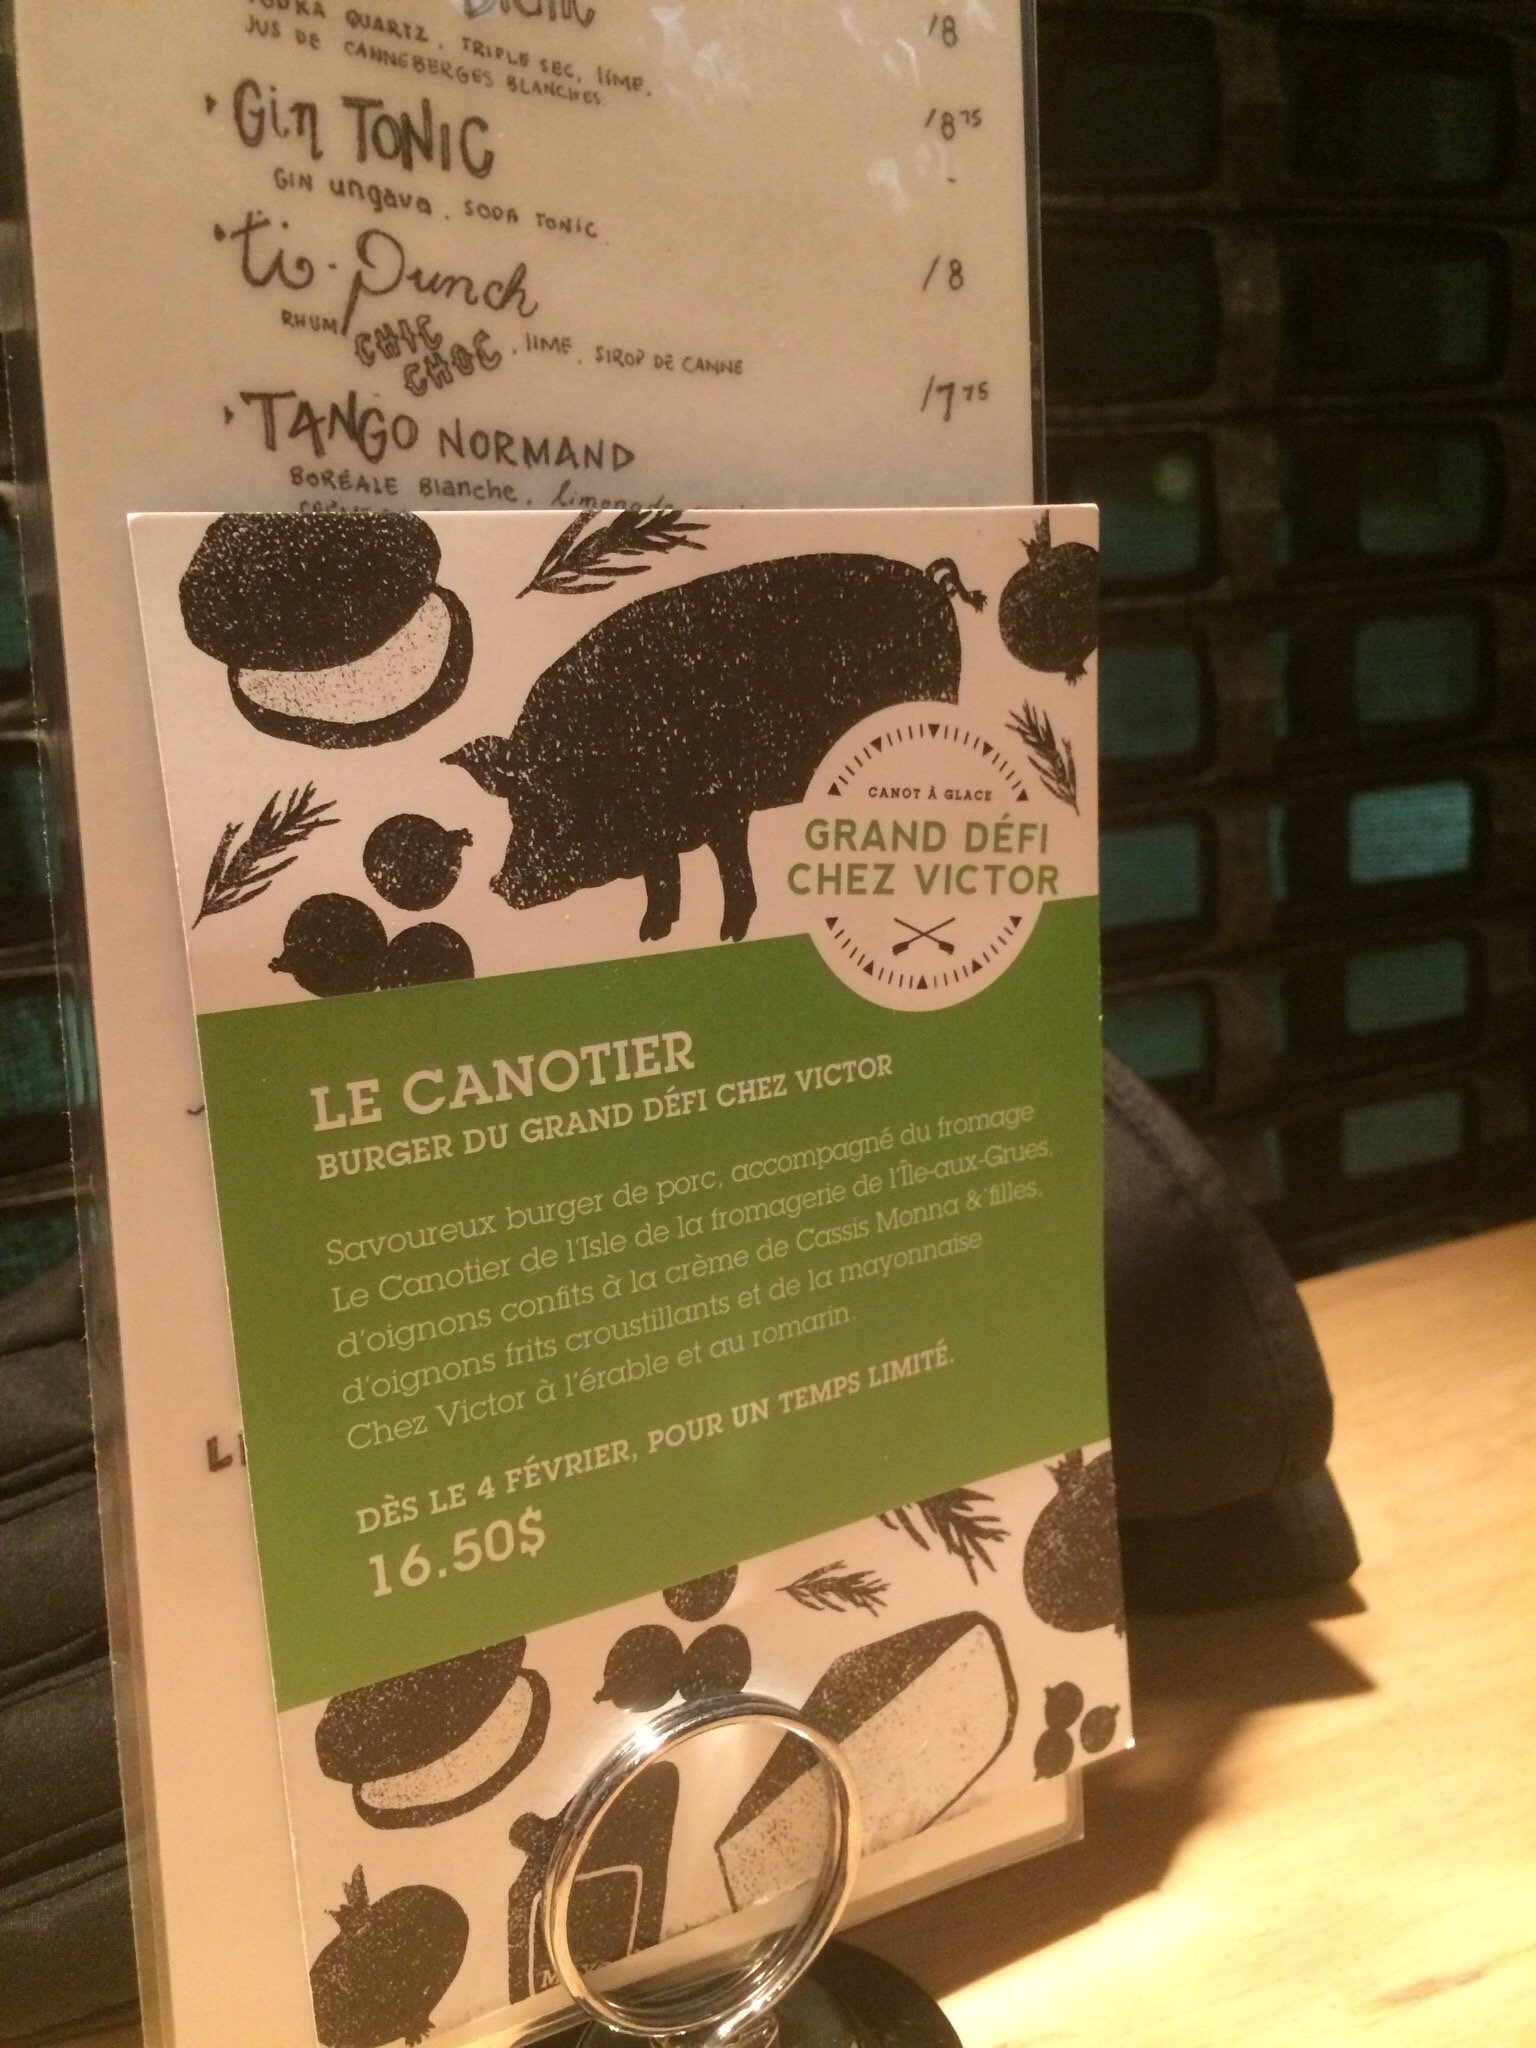 Blanc
VODKA QUARTZ, TRIPLE SEC, lime,
JUS DE CANNEBERGES BLANCHES
/8
Gin TONIC /8 75
GIN ungava, SODA TONIC
ti-Punch /8
RHUM CHIC CHOC, lime, SIROP DE CANNE
TANGO NORMAND /7 75
BORÉALE Blanche, limonade
CANOT À GLACE
GRAND DÉFI
CHEZ VICTOR
LE CANOTIER
BURGER DU GRAND DÉFI CHEZ VICTOR
Savoureux burger de porc, accompagné du fromage
Le Canotier de l'Isle de la fromagerie de l'Île-aux-Grues,
d'oignons confits à la crème de Cassis Monna & filles,
d'oignons frits croustillants et de la mayonnaise
Chez Victor à l'érable et au romarin.
DÈS LE 4 FÉVRIER, POUR UN TEMPS LIMITÉ.
16.50$